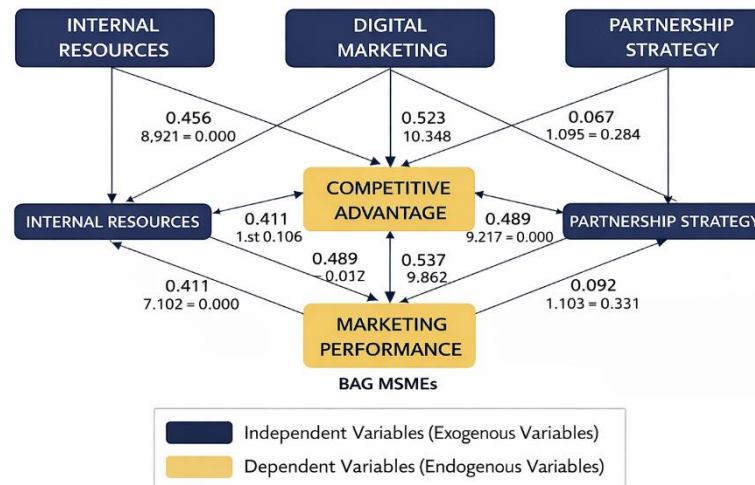 INTERNAL
RESOURCES
DIGITAL
MARKETING
PARTNERSHIP
STRATEGY
0.456
8,921 = 0.000
0.523
10.348
0.067
1.095 = 0.284
COMPETITIVE
ADVANTAGE
INTERNAL RESOURCES
0.411
1.st 0.106
0.489
9.217 = 0.000
PARTNERSHIP STRATEGY
0.489
= 0.012
0.537
9.862
0.411
7.102 = 0.000
0.092
1.103 = 0.331
MARKETING
PERFORMANCE
BAG MSMEs
Independent Variables (Exogenous Variables)
Dependent Variables (Endogenous Variables)